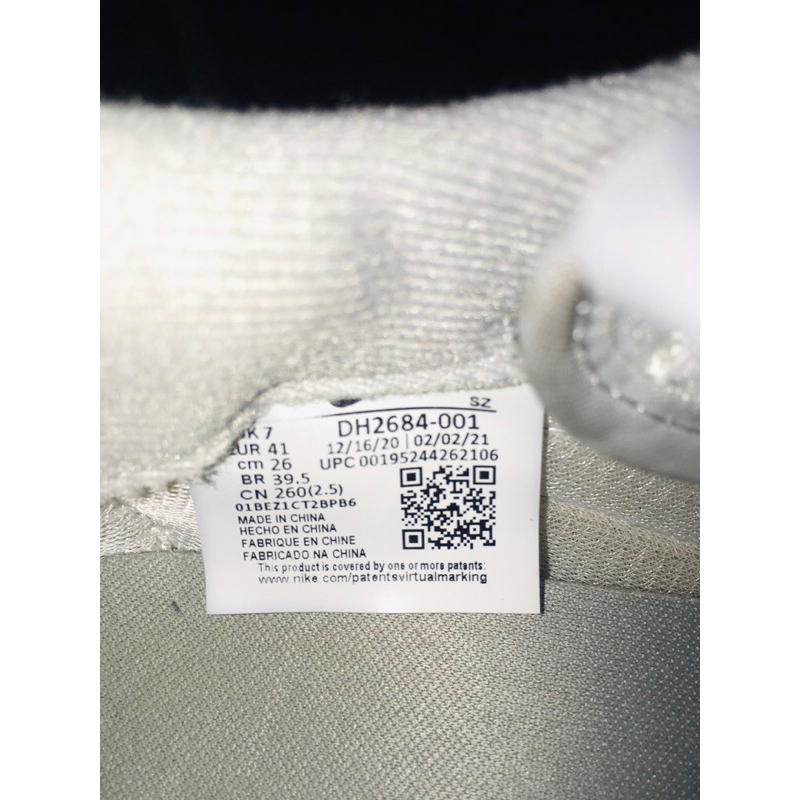 SZ
UK 7
DH2684-001
EUR 41
12/16/20 | 02/02/21
cm 26
UPC 00195244262106
BR 39.5
CN 260(2.5)
01BEZ1CT2BPB6
MADE IN CHINA
HECHO EN CHINA
FABRIQUE EN CHINE
FABRICADO NA CHINA
This product is covered by one or more patents:
www.nike.com/patentsvirtualmarking